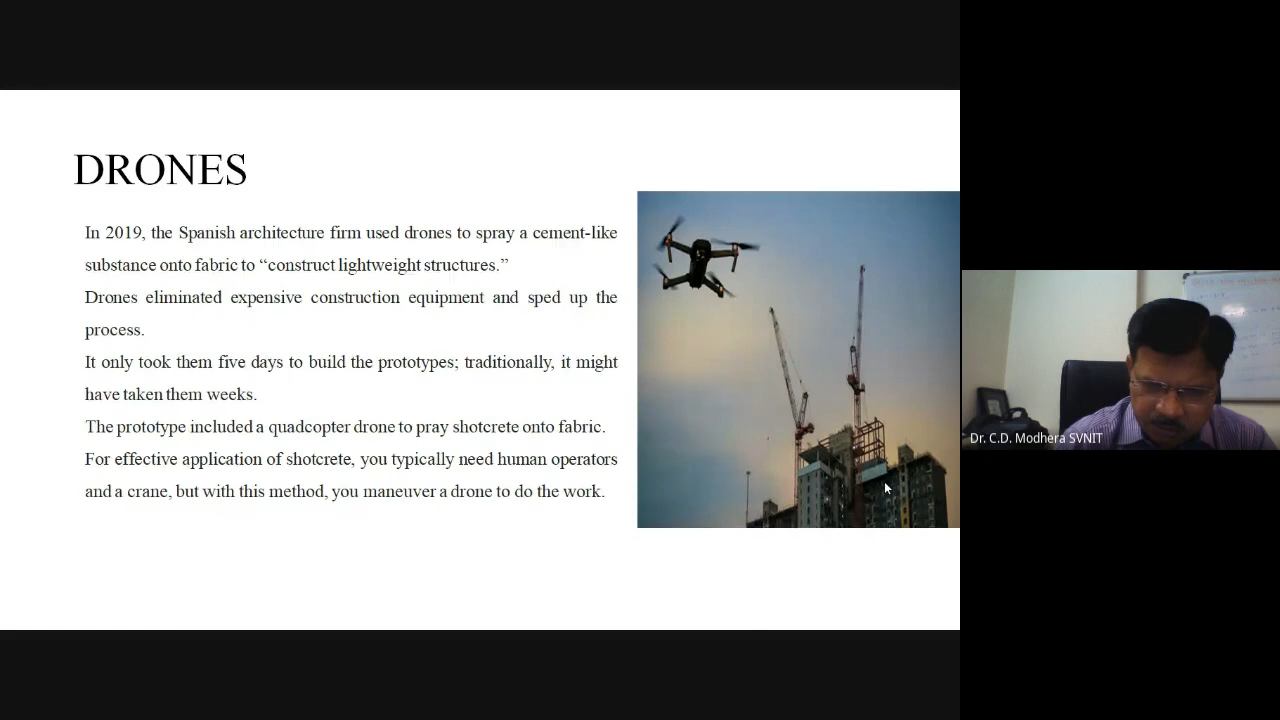 DRONES
In 2019, the Spanish architecture firm used drones to spray a cement-like
substance onto fabric to “construct lightweight structures.”
Drones eliminated expensive construction equipment and sped up the
process.
It only took them five days to build the prototypes; traditionally, it might
have taken them weeks.
The prototype included a quadcopter drone to pray shotcrete onto fabric.
For effective application of shotcrete, you typically need human operators
and a crane, but with this method, you maneuver a drone to do the work.
Dr. C.D. Modhera SVNIT